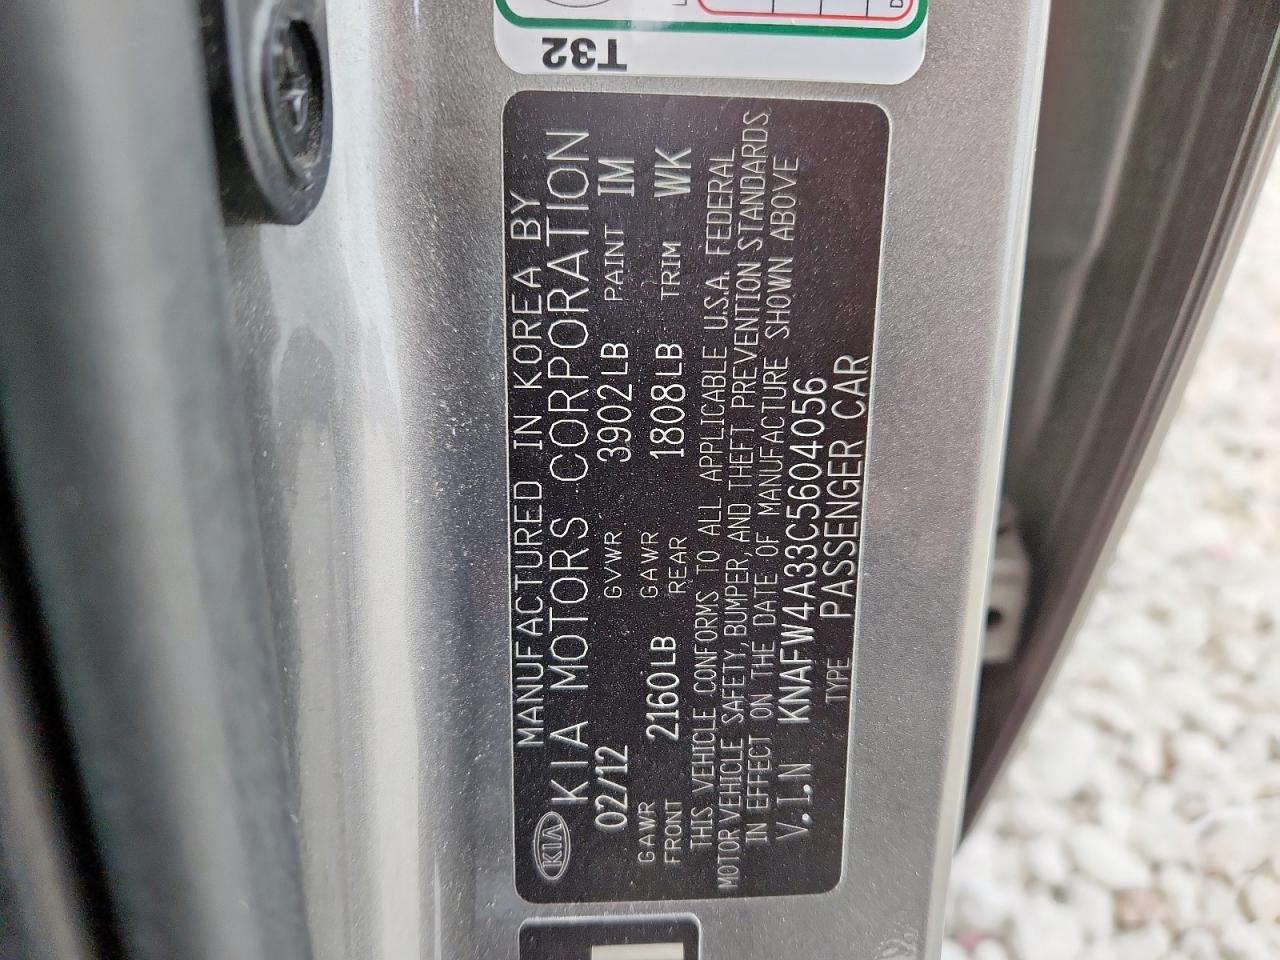 T32
KIA
MANUFACTURED IN KOREA BY
KIA MOTORS CORPORATION
02/12 GVWR 3902LB PAINT IM
GAWR FRONT 2160LB GAWR REAR 1808LB TRIM WK
THIS VEHICLE CONFORMS TO ALL APPLICABLE U.S.A. FEDERAL
MOTOR VEHICLE SAFETY, BUMPER, AND THEFT PREVENTION STANDARDS
IN EFFECT ON THE DATE OF MANUFACTURE SHOWN ABOVE
V.I.N KNAFW4A33C5604056
TYPE PASSENGER CAR